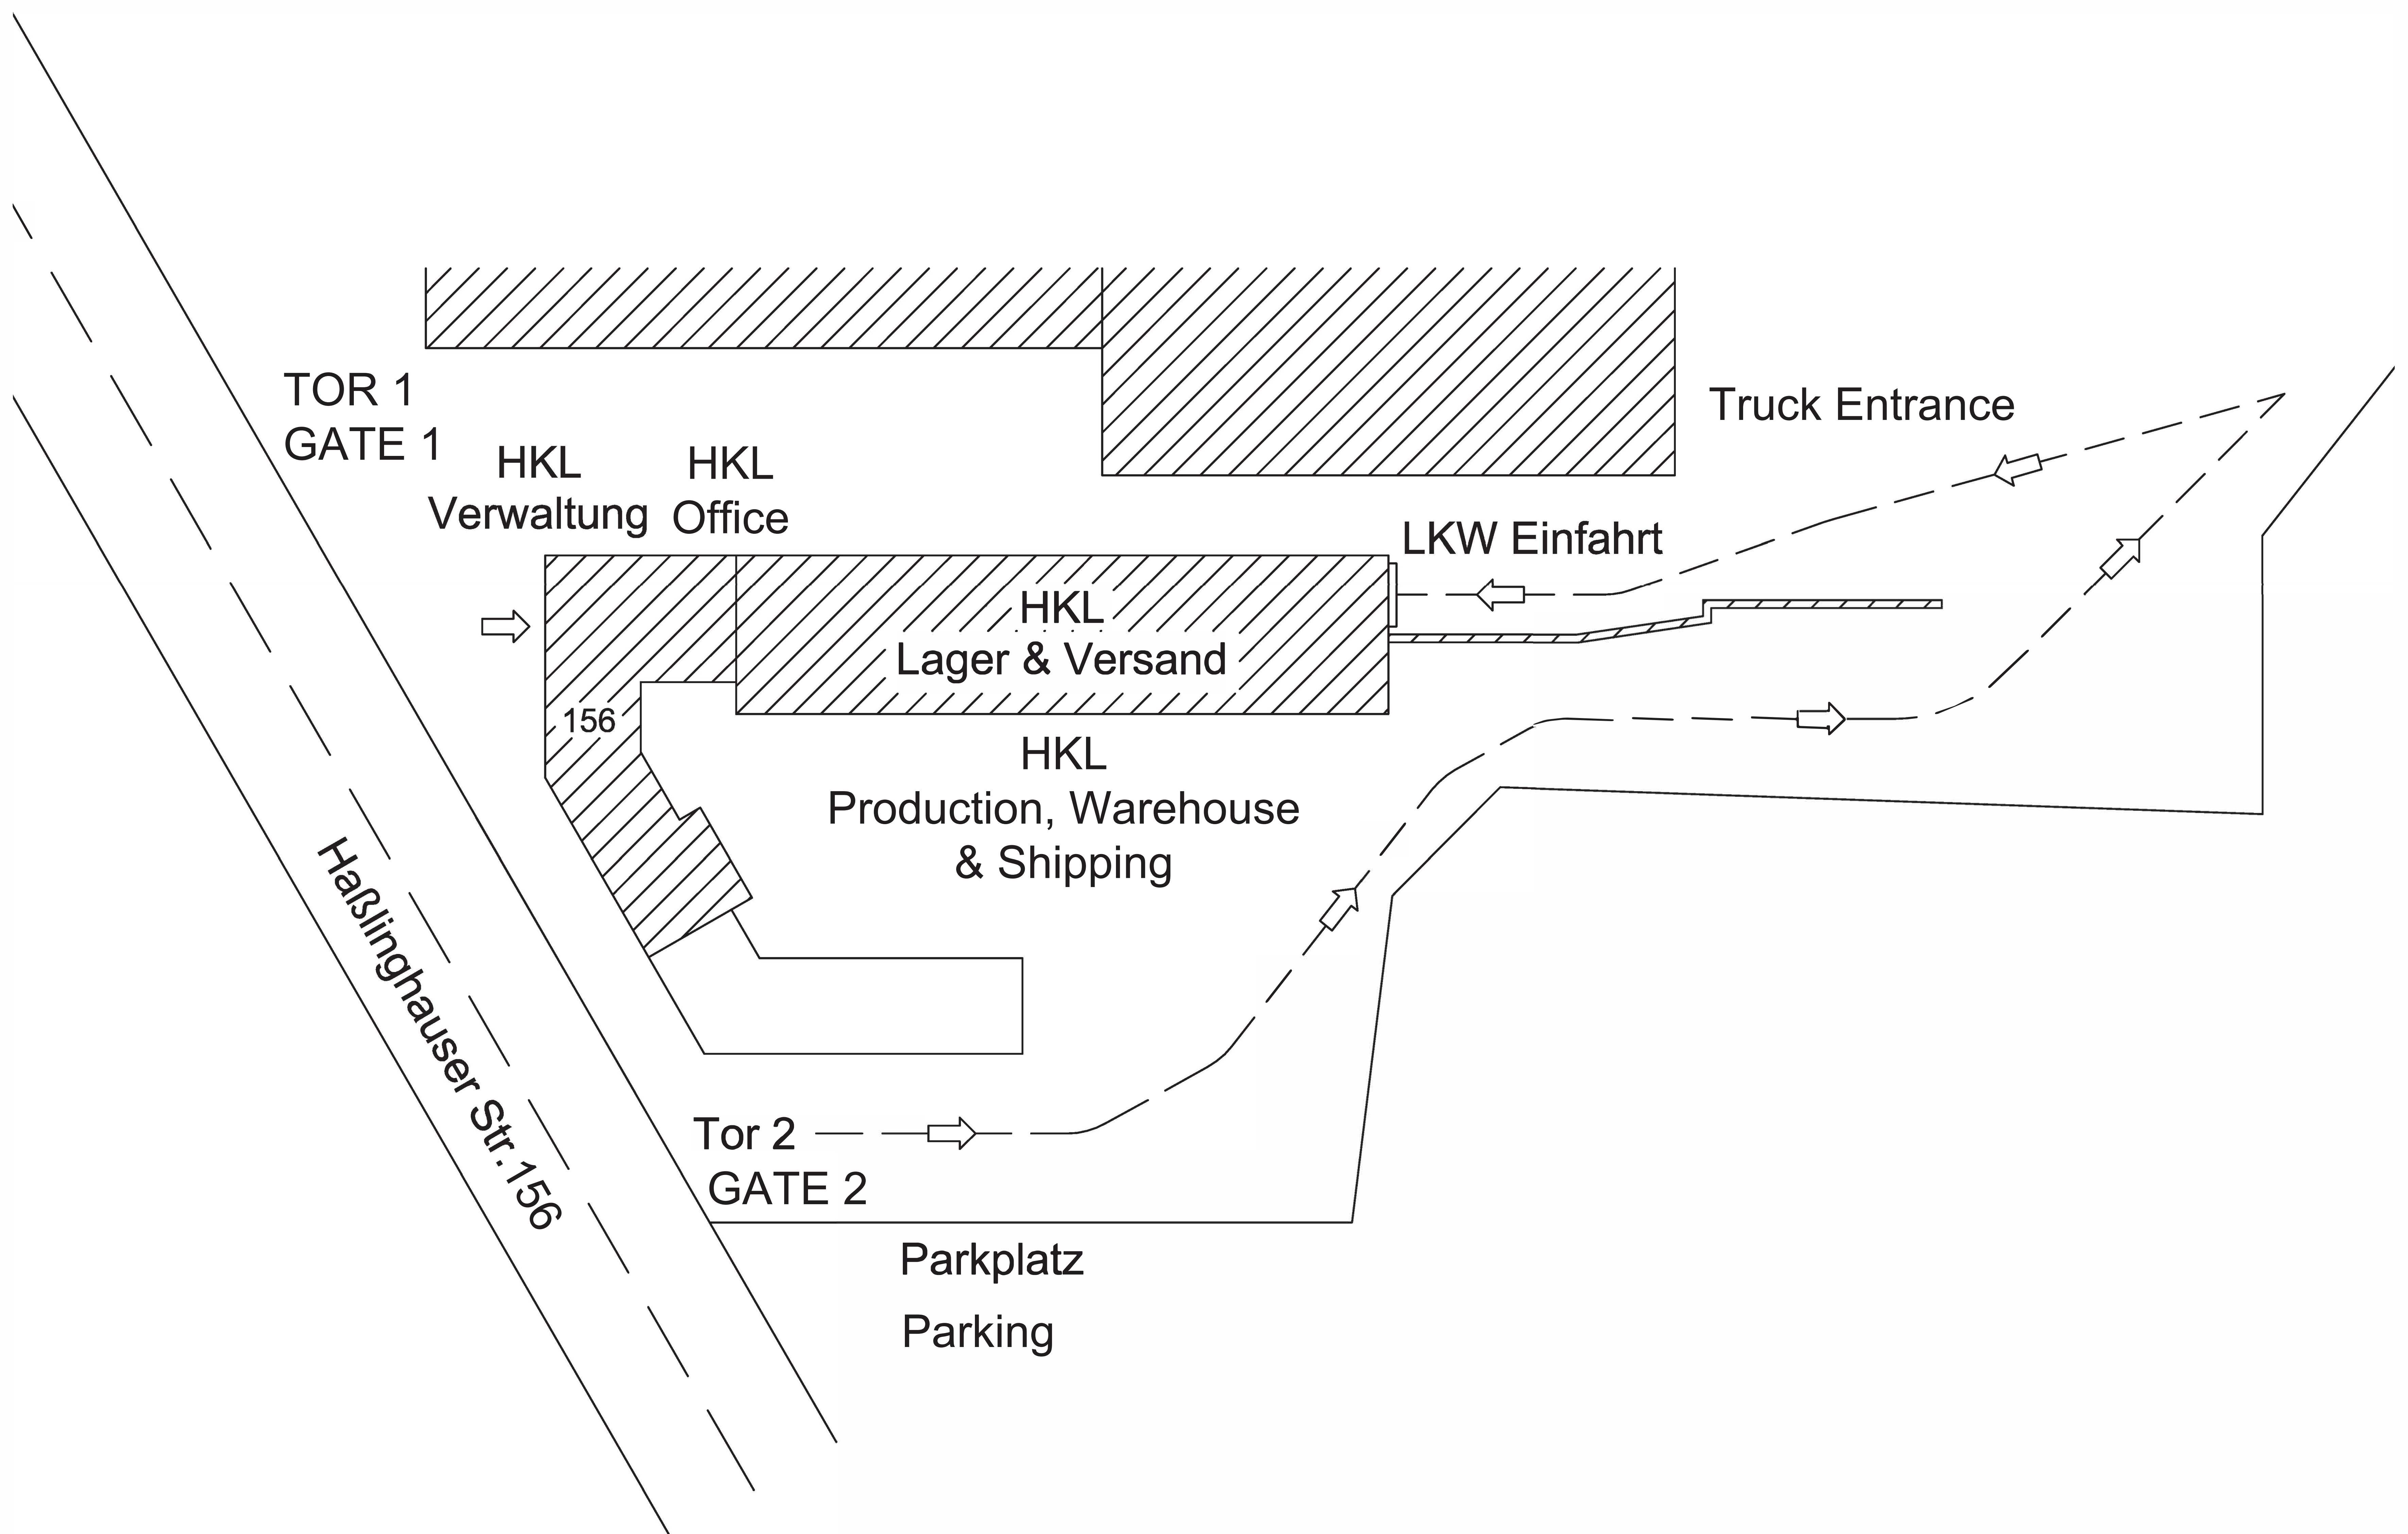 TOR 1
GATE 1
HKL
Verwaltung
HKL
Office
Truck Entrance
LKW Einfahrt
HKL
Lager & Versand
156
HKL
Production, Warehouse
& Shipping
Haßlinghauser Str.156
Tor 2
GATE 2
Parkplatz
Parking